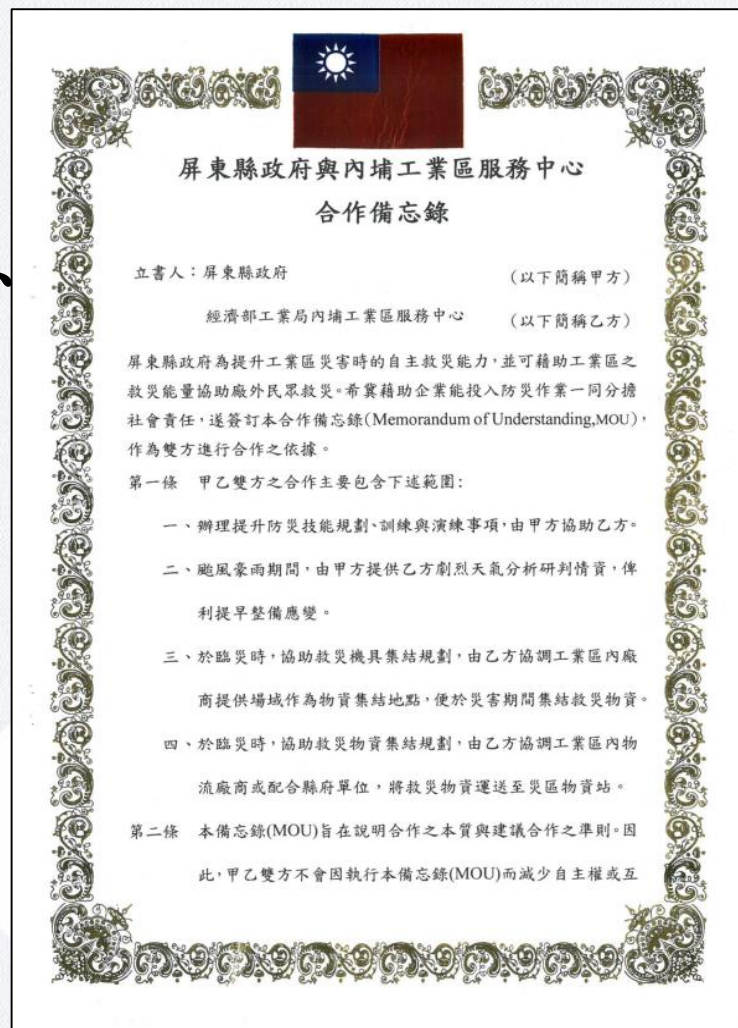 屏東縣政府與內埔工業區服務中心
合作備忘錄
立書人：屏東縣政府 (以下簡稱甲方)
經濟部工業局內埔工業區服務中心 (以下簡稱乙方)
屏東縣政府為提升工業區災害時的自主救災能力，並可藉助工業區之
救災能量協助廠外民眾救災。希冀藉助企業能投入防災作業一同分擔
社會責任，遂簽訂本合作備忘錄(Memorandum of Understanding,MOU)，
作為雙方進行合作之依據。
第一條 甲乙雙方之合作主要包含下述範圍：
一、辦理提升防災技能規劃、訓練與演練事項，由甲方協助乙方。
二、颱風豪雨期間，由甲方提供乙方劇烈天氣分析研判情資，俾
利提早整備應變。
三、於臨災時，協助救災機具集結規劃，由乙方協調工業區內廠
商提供場域作為物資集結地點，便於災害期間集結救災物資。
四、於臨災時，協助救災物資集結規劃，由乙方協調工業區內物
流廠商或配合縣府單位，將救災物資運送至災區物資站。
第二條 本備忘錄(MOU)旨在說明合作之本質與建議合作之準則。因
此，甲乙雙方不會因執行本備忘錄(MOU)而減少自主權或互